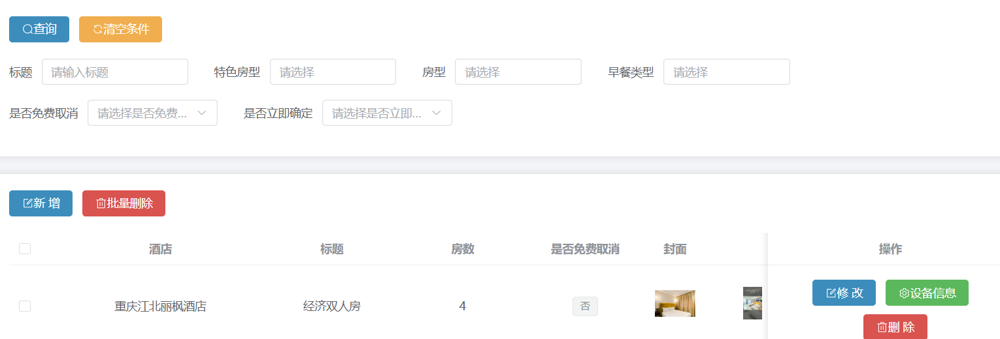 查询 清空条件
标题 请输入标题 特色房型 请选择 房型 请选择 早餐类型 请选择
是否免费取消 请选择是否免费... 是否立即确定 请选择是否立即...
新 增 批量删除
酒店 标题 房数 是否免费取消 封面 操作
重庆江北丽枫酒店 经济双人房 4 否 修 改 设备信息
删 除